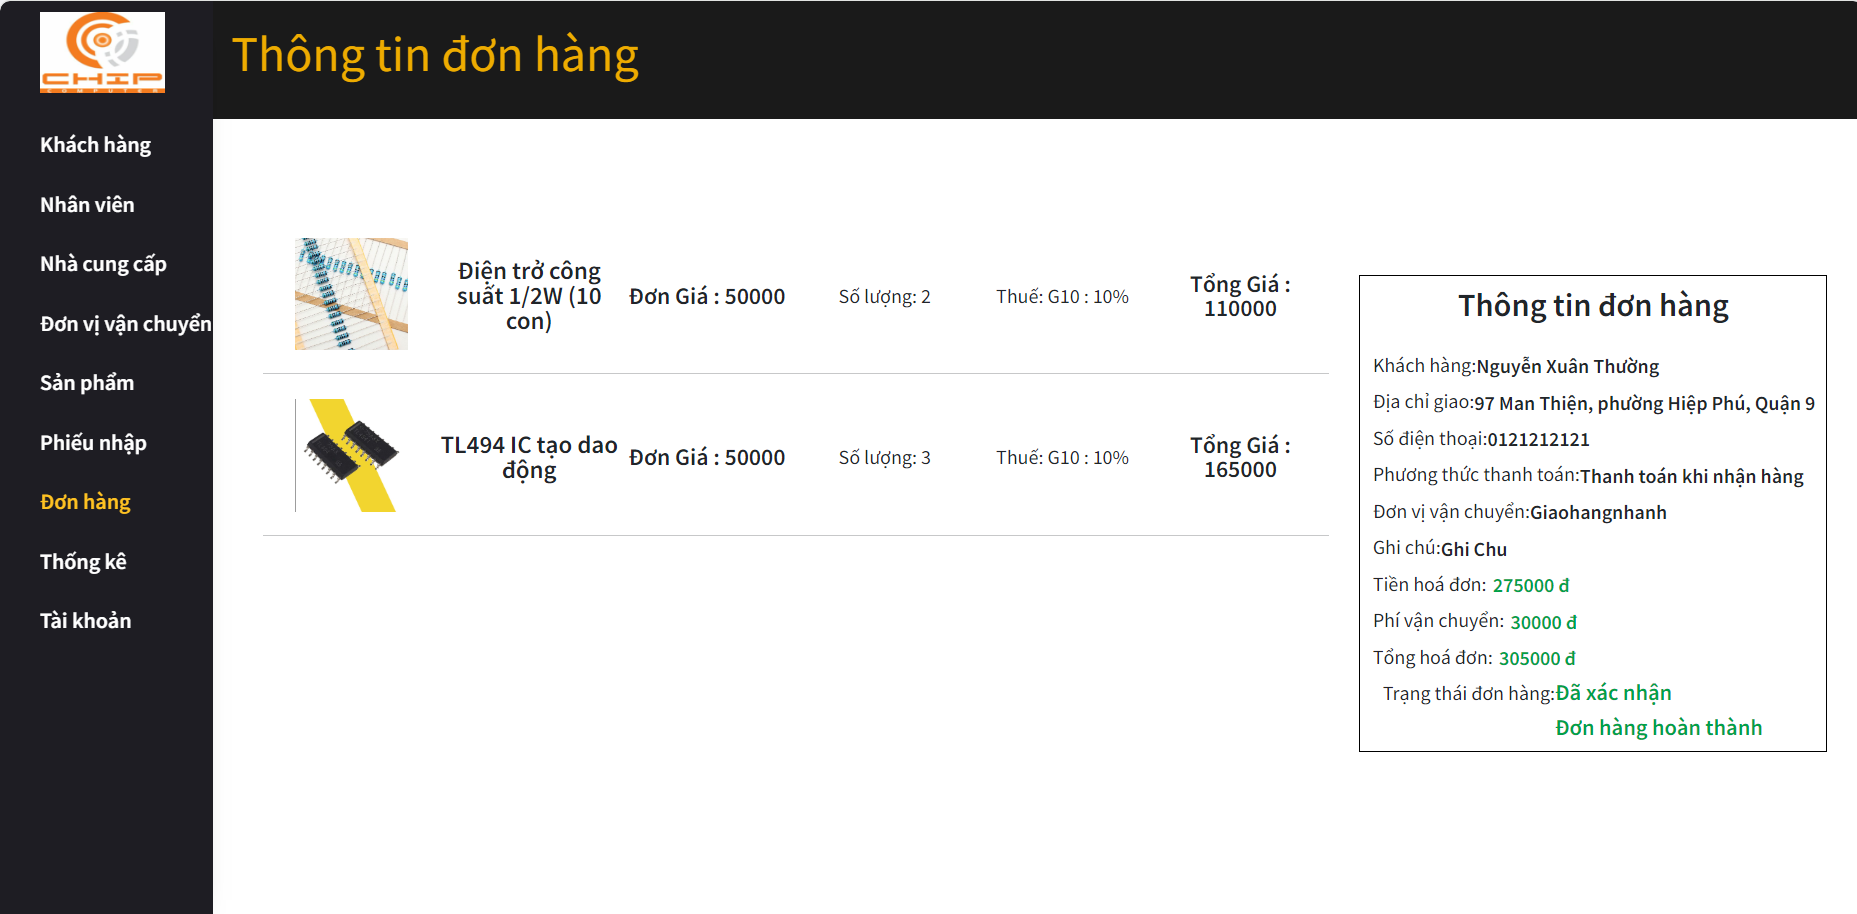 CHIP
COMPUTER
Thông tin đơn hàng
Khách hàng
Nhân viên
Nhà cung cấp
Đơn vị vận chuyển
Sản phẩm
Phiếu nhập
Đơn hàng
Thống kê
Tài khoản
Điện trở công
suất 1/2W (10
con)
Đơn Giá : 50000
Số lượng: 2
Thuế: G10 : 10%
Tổng Giá :
110000
TL494 IC tạo dao
động
Đơn Giá : 50000
Số lượng: 3
Thuế: G10 : 10%
Tổng Giá :
165000
Thông tin đơn hàng
Khách hàng:Nguyễn Xuân Thường
Địa chỉ giao:97 Man Thiện, phường Hiệp Phú, Quận 9
Số điện thoại:0121212121
Phương thức thanh toán:Thanh toán khi nhận hàng
Đơn vị vận chuyển:Giaohangnhanh
Ghi chú:Ghi Chu
Tiền hoá đơn: 275000 đ
Phí vận chuyển: 30000 đ
Tổng hoá đơn: 305000 đ
Trạng thái đơn hàng:Đã xác nhận
Đơn hàng hoàn thành